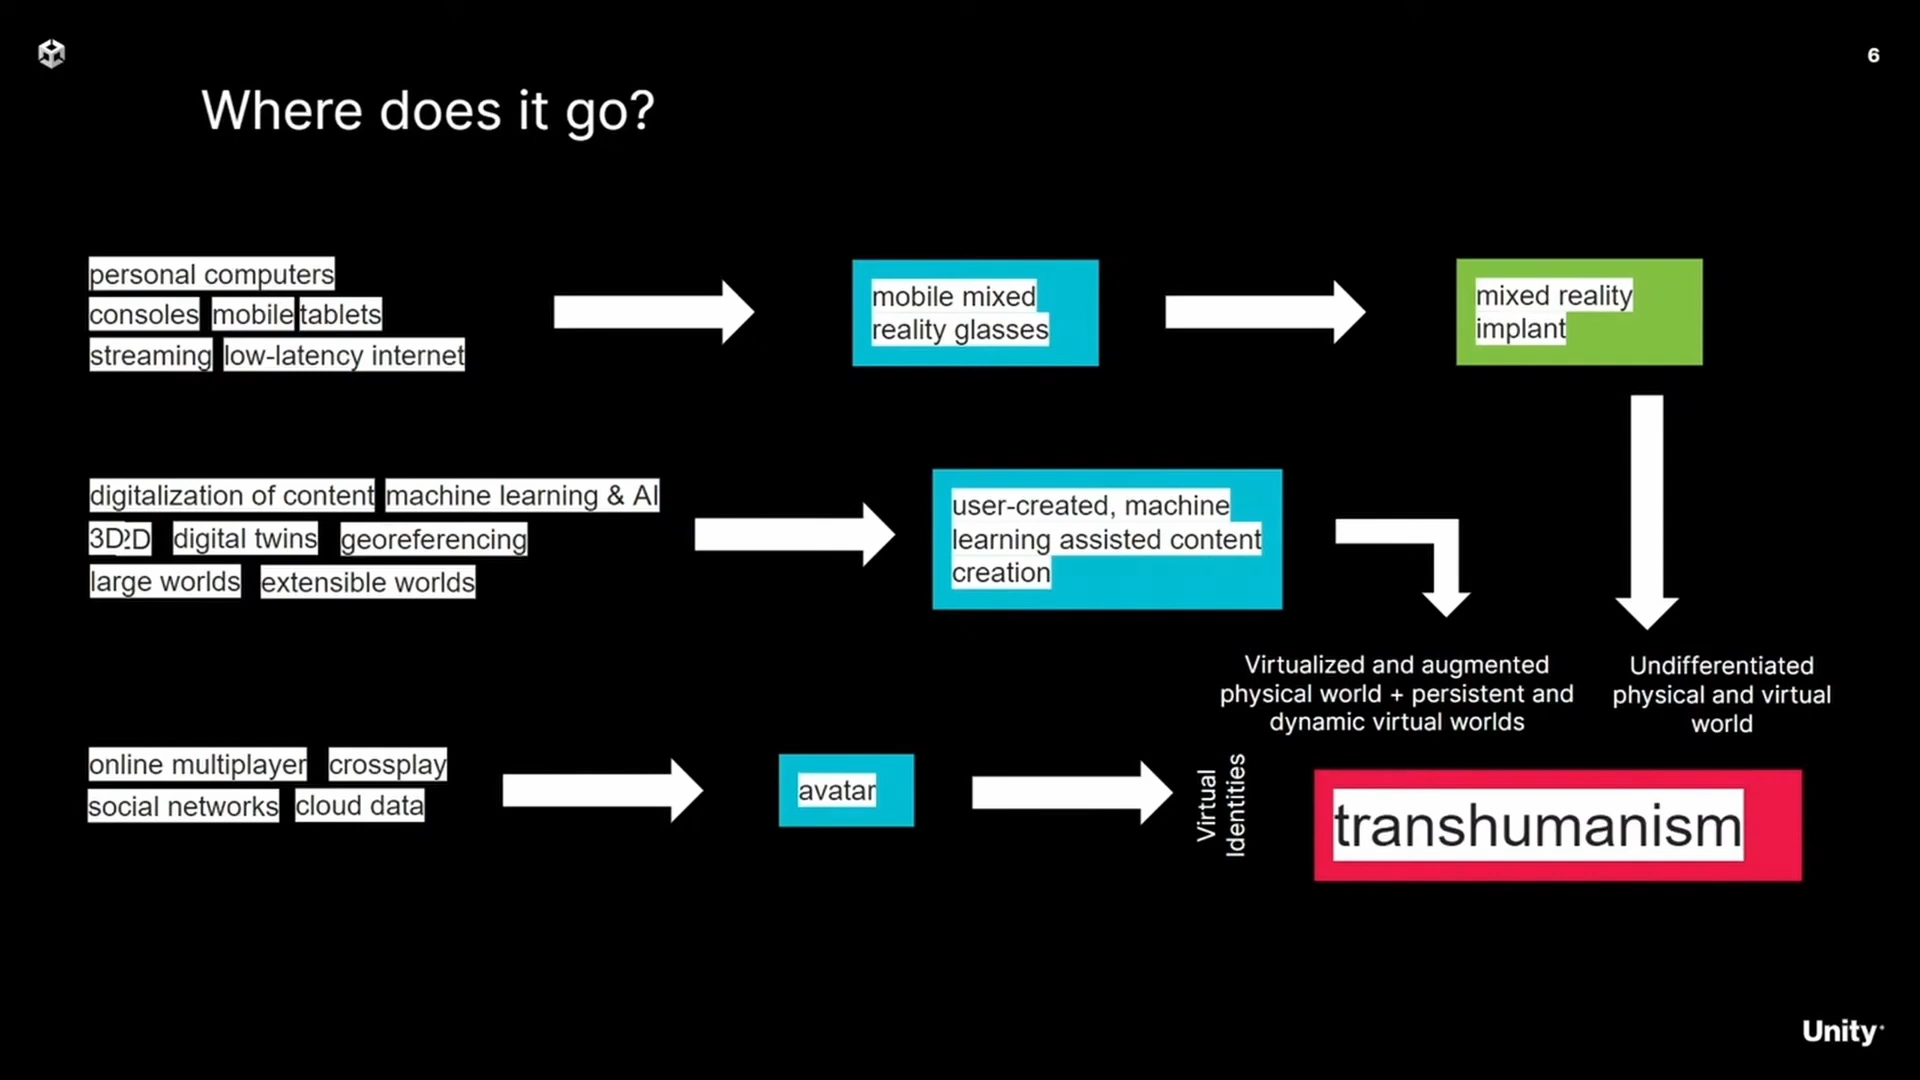 6
Where does it go?
personal computers
consoles mobile tablets
streaming low-latency internet
mobile mixed
reality glasses
mixed reality
implant
digitalization of content machine learning & AI
3D 2D digital twins georeferencing
large worlds extensible worlds
user-created, machine
learning assisted content
creation
Virtualized and augmented
physical world + persistent and
dynamic virtual worlds
Undifferentiated
physical and virtual
world
online multiplayer crossplay
social networks cloud data
avatar
Virtual
Identities
transhumanism
Unity